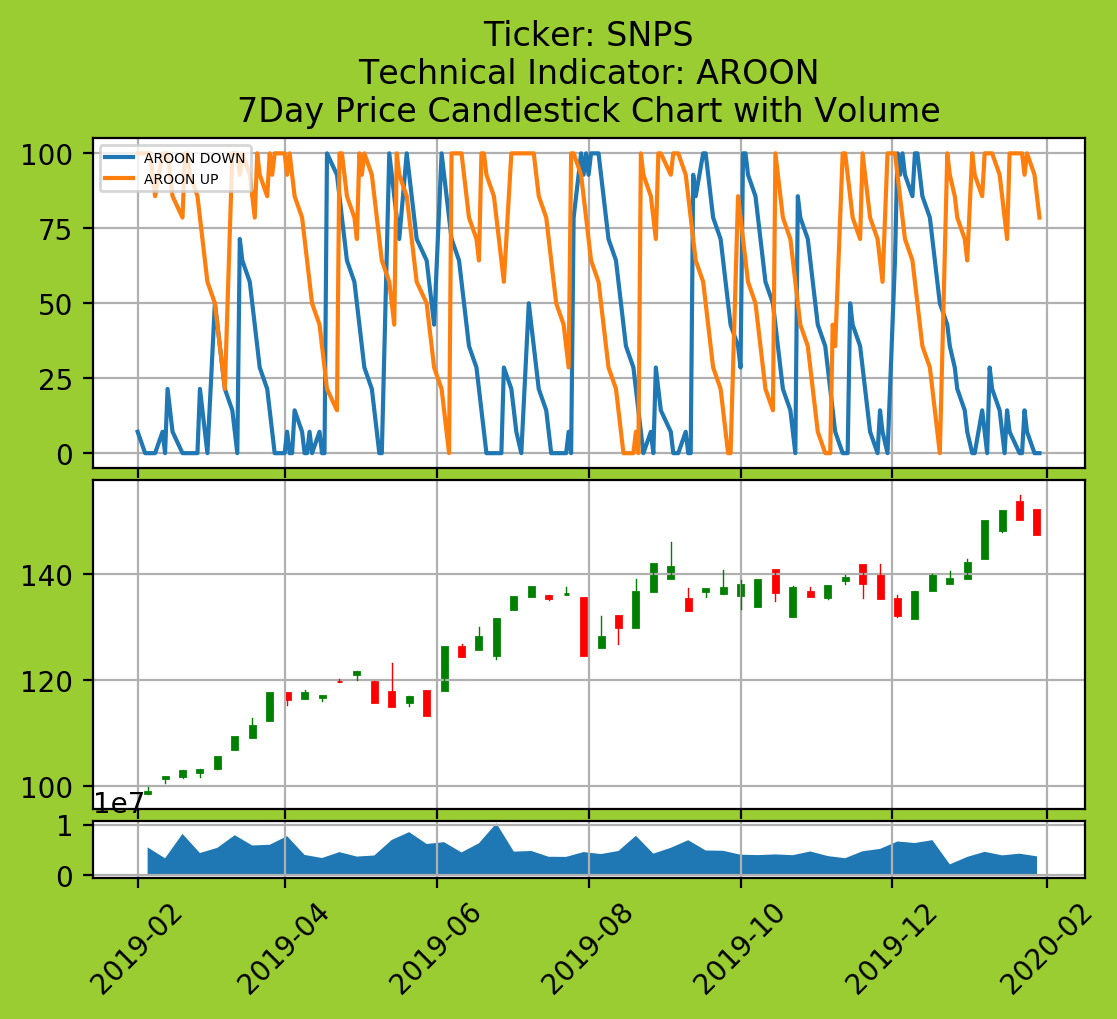 Ticker: SNPS
Technical Indicator: AROON
7Day Price Candlestick Chart with Volume
100
75
50
25
0
AROON DOWN
AROON UP
140
120
100
1e7
1
0
2019-02
2019-04
2019-06
2019-08
2019-10
2019-12
2020-02